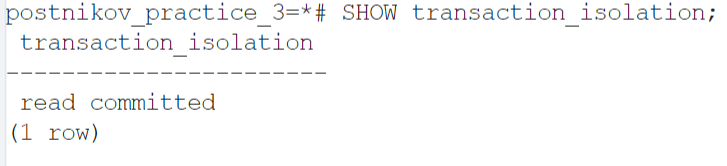 postnikov_practice_3=*# SHOW transaction_isolation;
transaction_isolation
-----------------------
read committed
(1 row)